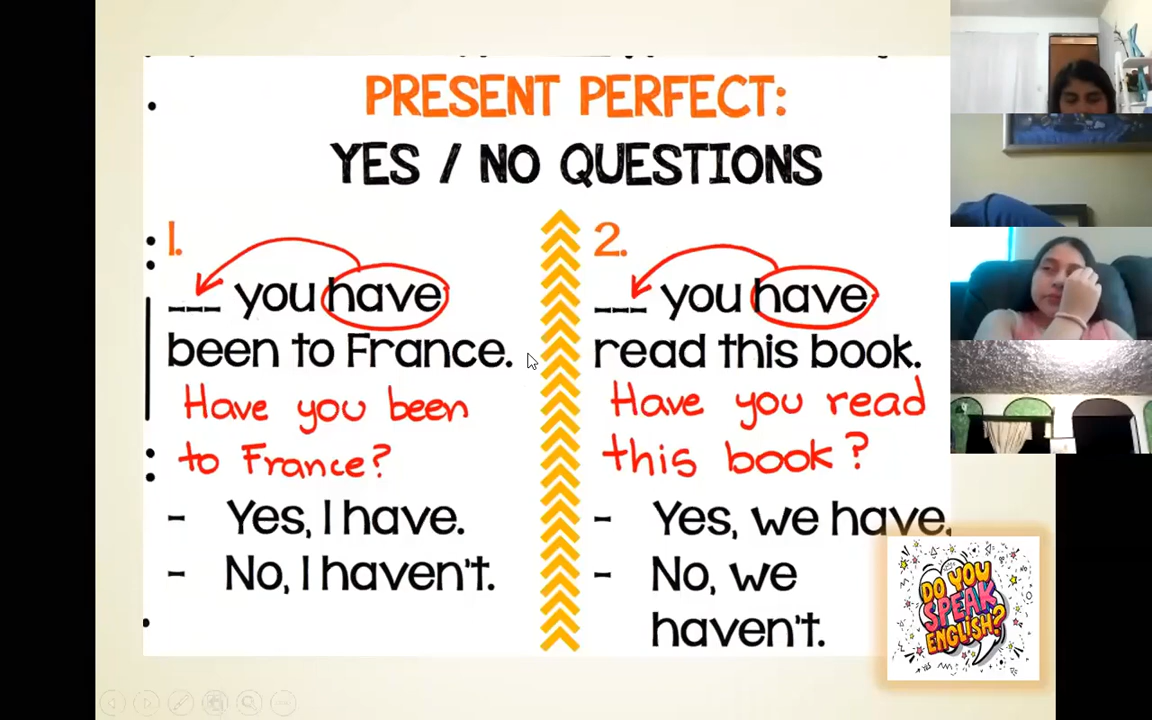 PRESENT PERFECT:
YES / NO QUESTIONS
1.
___ you have
been to France.
Have you been
to France?
- Yes, I have.
- No, I haven't.
2.
___ you have
read this book.
Have you read
this book?
- Yes, we have.
- No, we
haven't.
DO YOU
SPEAK
ENGLISH?